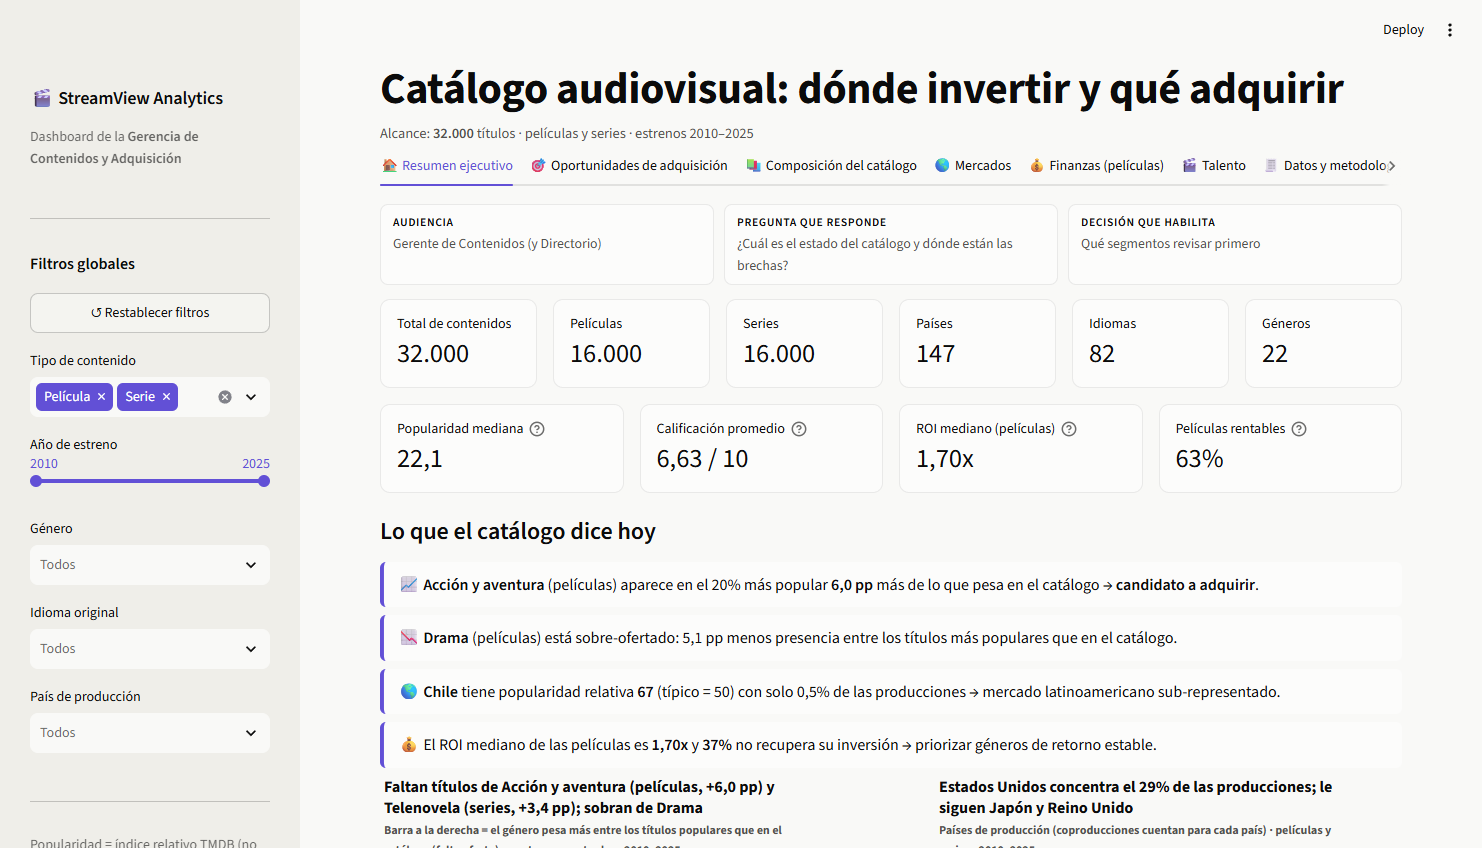 StreamView Analytics
Dashboard de la Gerencia de
Contenidos y Adquisición
Filtros globales
↺ Restablecer filtros
Tipo de contenido
Película × Serie ×
Año de estreno
2010 2025
Género
Todos
Idioma original
Todos
País de producción
Todos
Popularidad = índice relativo TMDB (no
Deploy
Catálogo audiovisual: dónde invertir y qué adquirir
Alcance: 32.000 títulos · películas y series · estrenos 2010–2025
Resumen ejecutivo Oportunidades de adquisición Composición del catálogo Mercados Finanzas (películas) Talento Datos y metodolo
AUDIENCIA
Gerente de Contenidos (y Directorio)
PREGUNTA QUE RESPONDE
¿Cuál es el estado del catálogo y dónde están las
brechas?
DECISIÓN QUE HABILITA
Qué segmentos revisar primero
Total de contenidos
32.000
Películas
16.000
Series
16.000
Países
147
Idiomas
82
Géneros
22
Popularidad mediana
22,1
Calificación promedio
6,63 / 10
ROI mediano (películas)
1,70x
Películas rentables
63%
Lo que el catálogo dice hoy
Acción y aventura (películas) aparece en el 20% más popular 6,0 pp más de lo que pesa en el catálogo → candidato a adquirir.
Drama (películas) está sobre-ofertado: 5,1 pp menos presencia entre los títulos más populares que en el catálogo.
Chile tiene popularidad relativa 67 (típico = 50) con solo 0,5% de las producciones → mercado latinoamericano sub-representado.
El ROI mediano de las películas es 1,70x y 37% no recupera su inversión → priorizar géneros de retorno estable.
Faltan títulos de Acción y aventura (películas, +6,0 pp) y
Telenovela (series, +3,4 pp); sobran de Drama
Barra a la derecha = el género pesa más entre los títulos populares que en el
Estados Unidos concentra el 29% de las producciones; le
siguen Japón y Reino Unido
Países de producción (coproducciones cuentan para cada país) · películas y